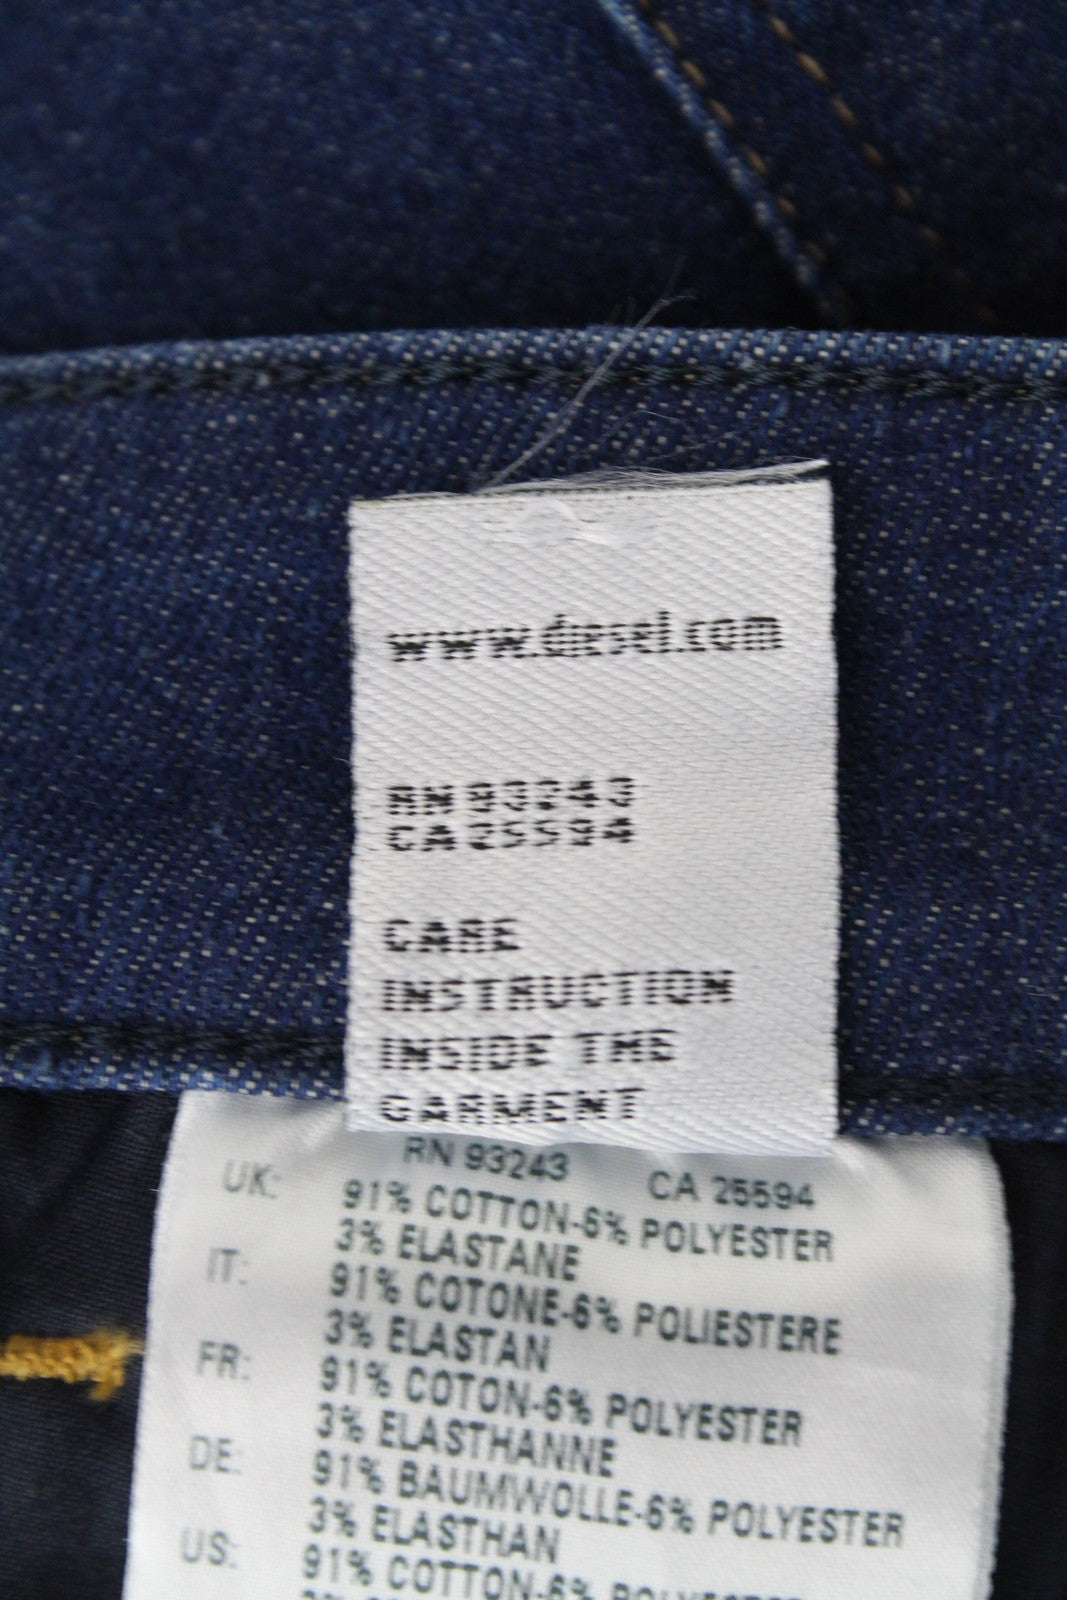 www.diesel.com
RN 93243
CA 25594
CARE
INSTRUCTION
INSIDE THE
GARMENT
RN 93243 CA 25594
UK: 91% COTTON-6% POLYESTER
3% ELASTANE
IT: 91% COTONE-6% POLIESTERE
3% ELASTAN
FR: 91% COTON-6% POLYESTER
3% ELASTHANNE
DE: 91% BAUMWOLLE-6% POLYESTER
3% ELASTHAN
US: 91% COTTON-6%